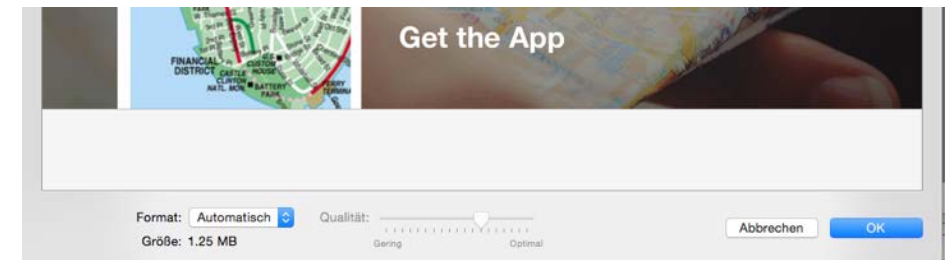 Get the App
FINANCIAL
DISTRICT
CUSTOM
HOUSE
CASTLE
CLINTON
NATL. MON
BATTERY
PARK
FERRY
Format: Automatisch
Qualität:
Größe: 1.25 MB
Gering
Optimal
Abbrechen
OK